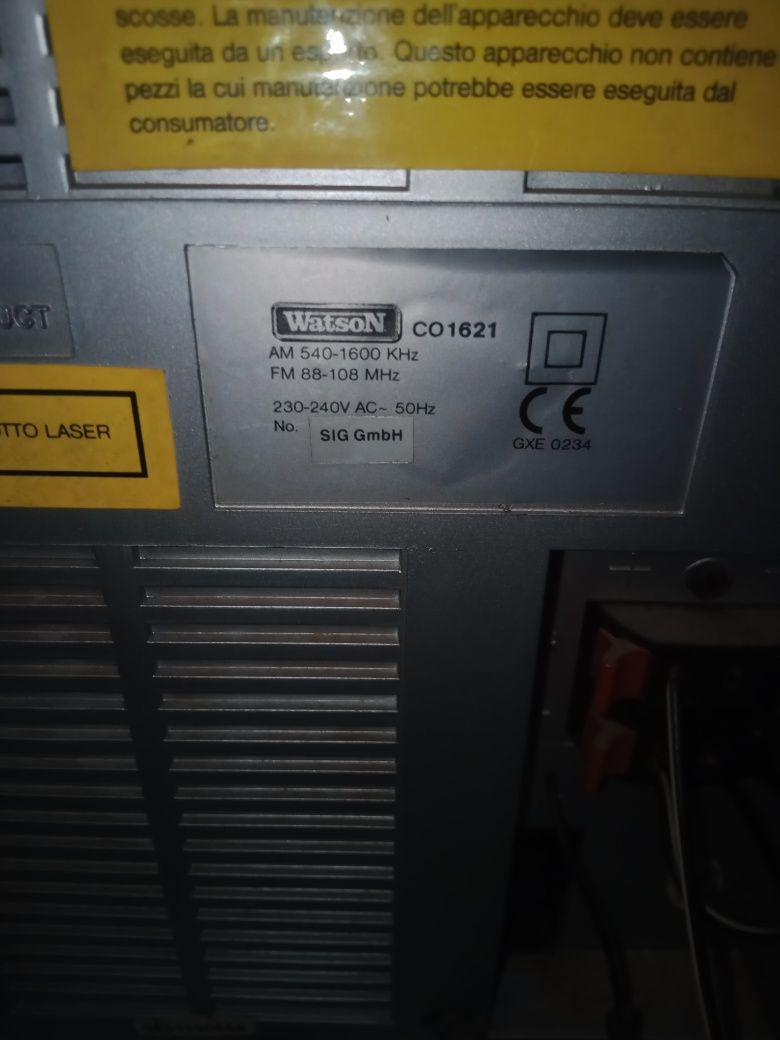 scosse. La manutenzione dell'apparecchio deve essere
eseguita da un esperto. Questo apparecchio non contiene
pezzi la cui manutenzione potrebbe essere eseguita dal
consumatore.
UCT
OTTO LASER
WatsoN CO1621
AM 540-1600 KHz
FM 88-108 MHz
230-240V AC~ 50Hz
No. SIG GmbH
CE
GXE 0234